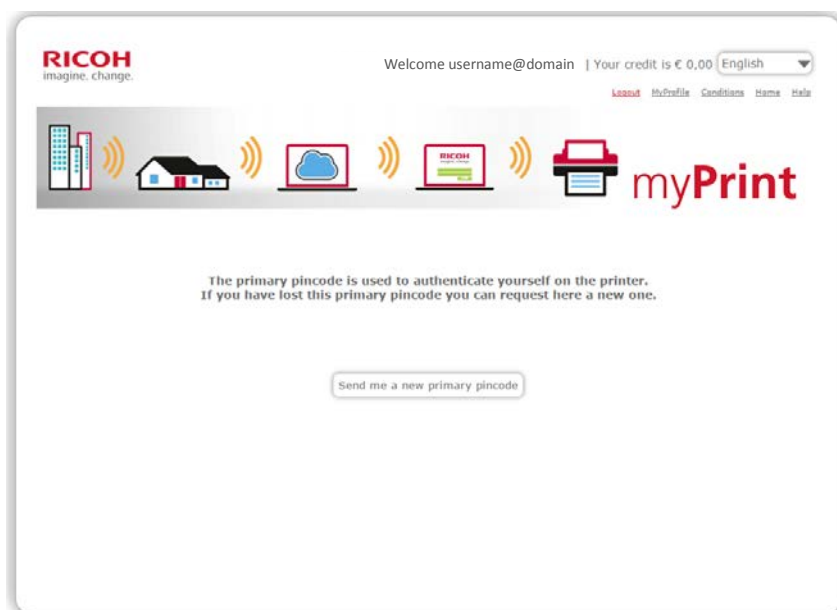 RICOH
imagine. change.
Welcome username@domain | Your credit is € 0,00 English
Logout MyProfile Conditions Home Help
RICOH
imagine. change.
myPrint
The primary pincode is used to authenticate yourself on the printer.
If you have lost this primary pincode you can request here a new one.
Send me a new primary pincode